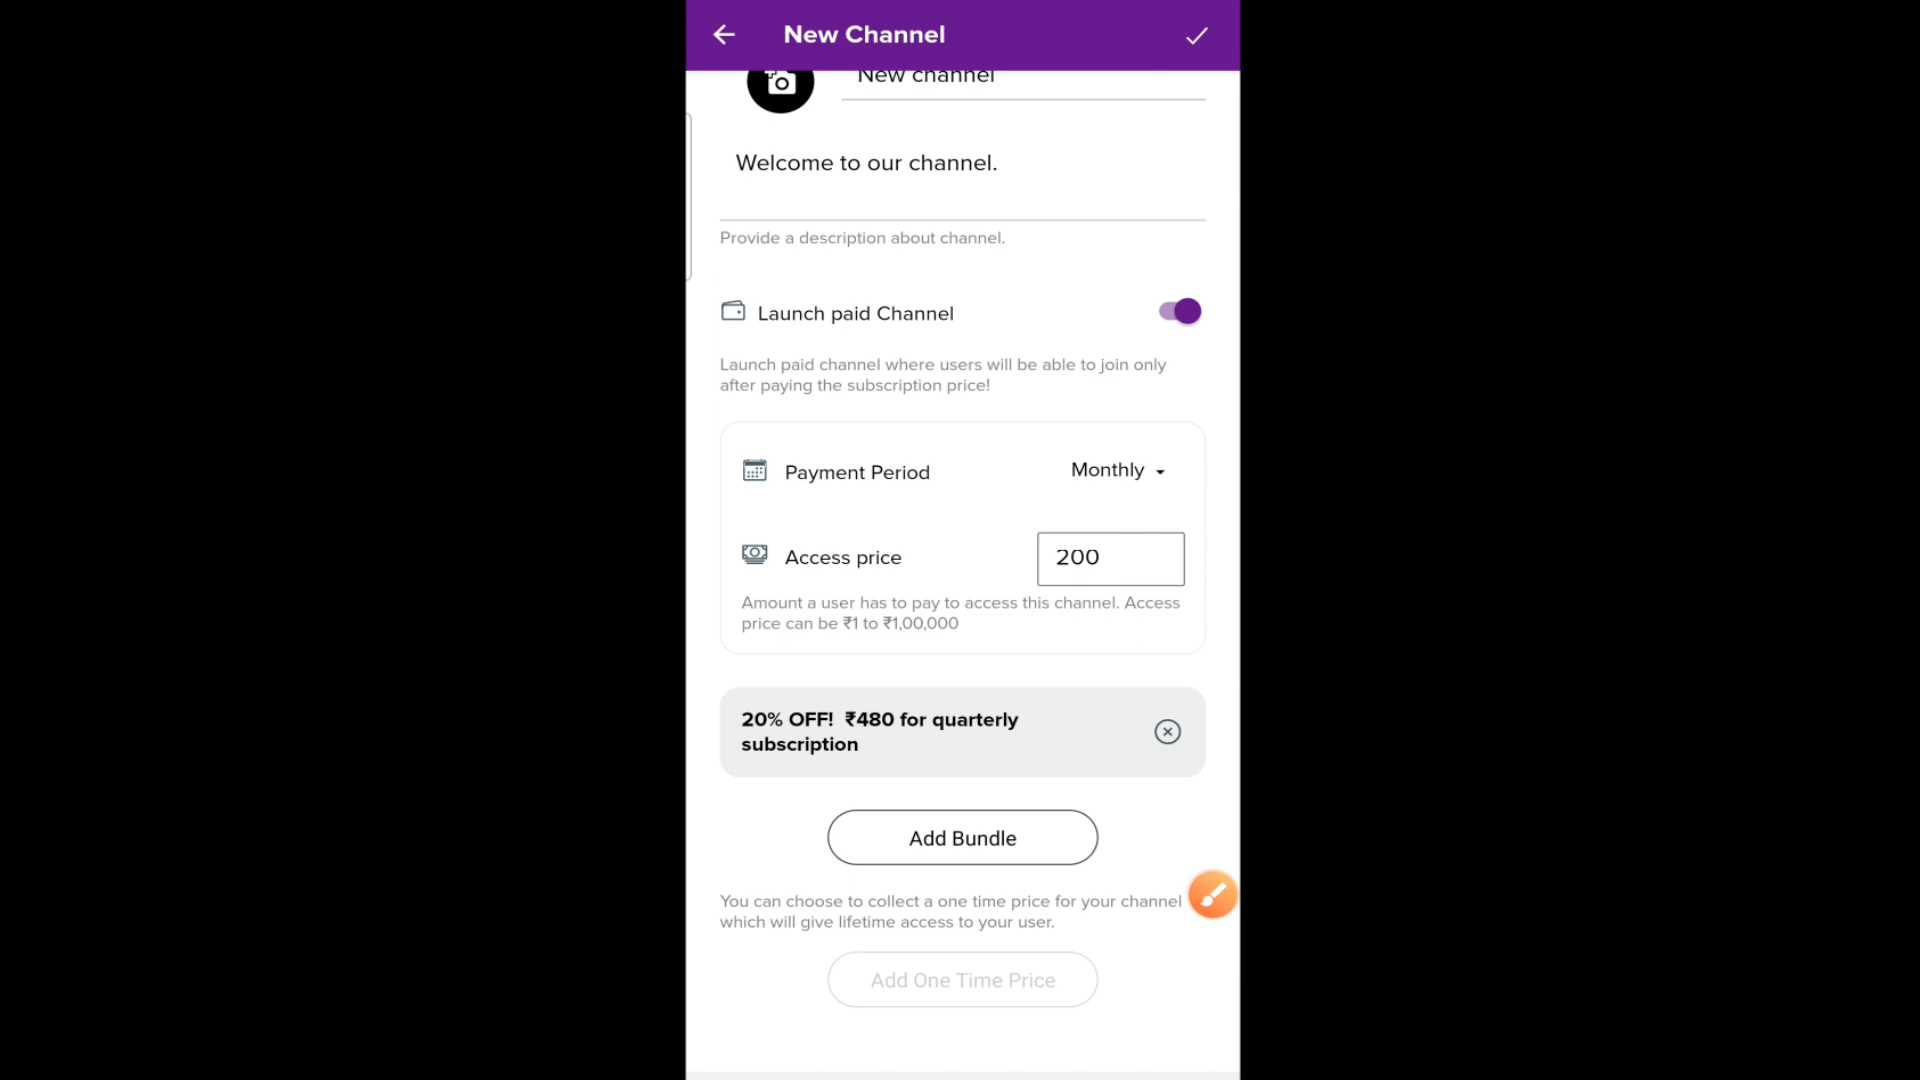 New Channel
New channel
Welcome to our channel.
Provide a description about channel.
Launch paid Channel
Launch paid channel where users will be able to join only
after paying the subscription price!
Payment Period
Monthly
Access price
200
Amount a user has to pay to access this channel. Access
price can be ₹1 to ₹1,00,000
20% OFF! ₹480 for quarterly
subscription
Add Bundle
You can choose to collect a one time price for your channel
which will give lifetime access to your user.
Add One Time Price